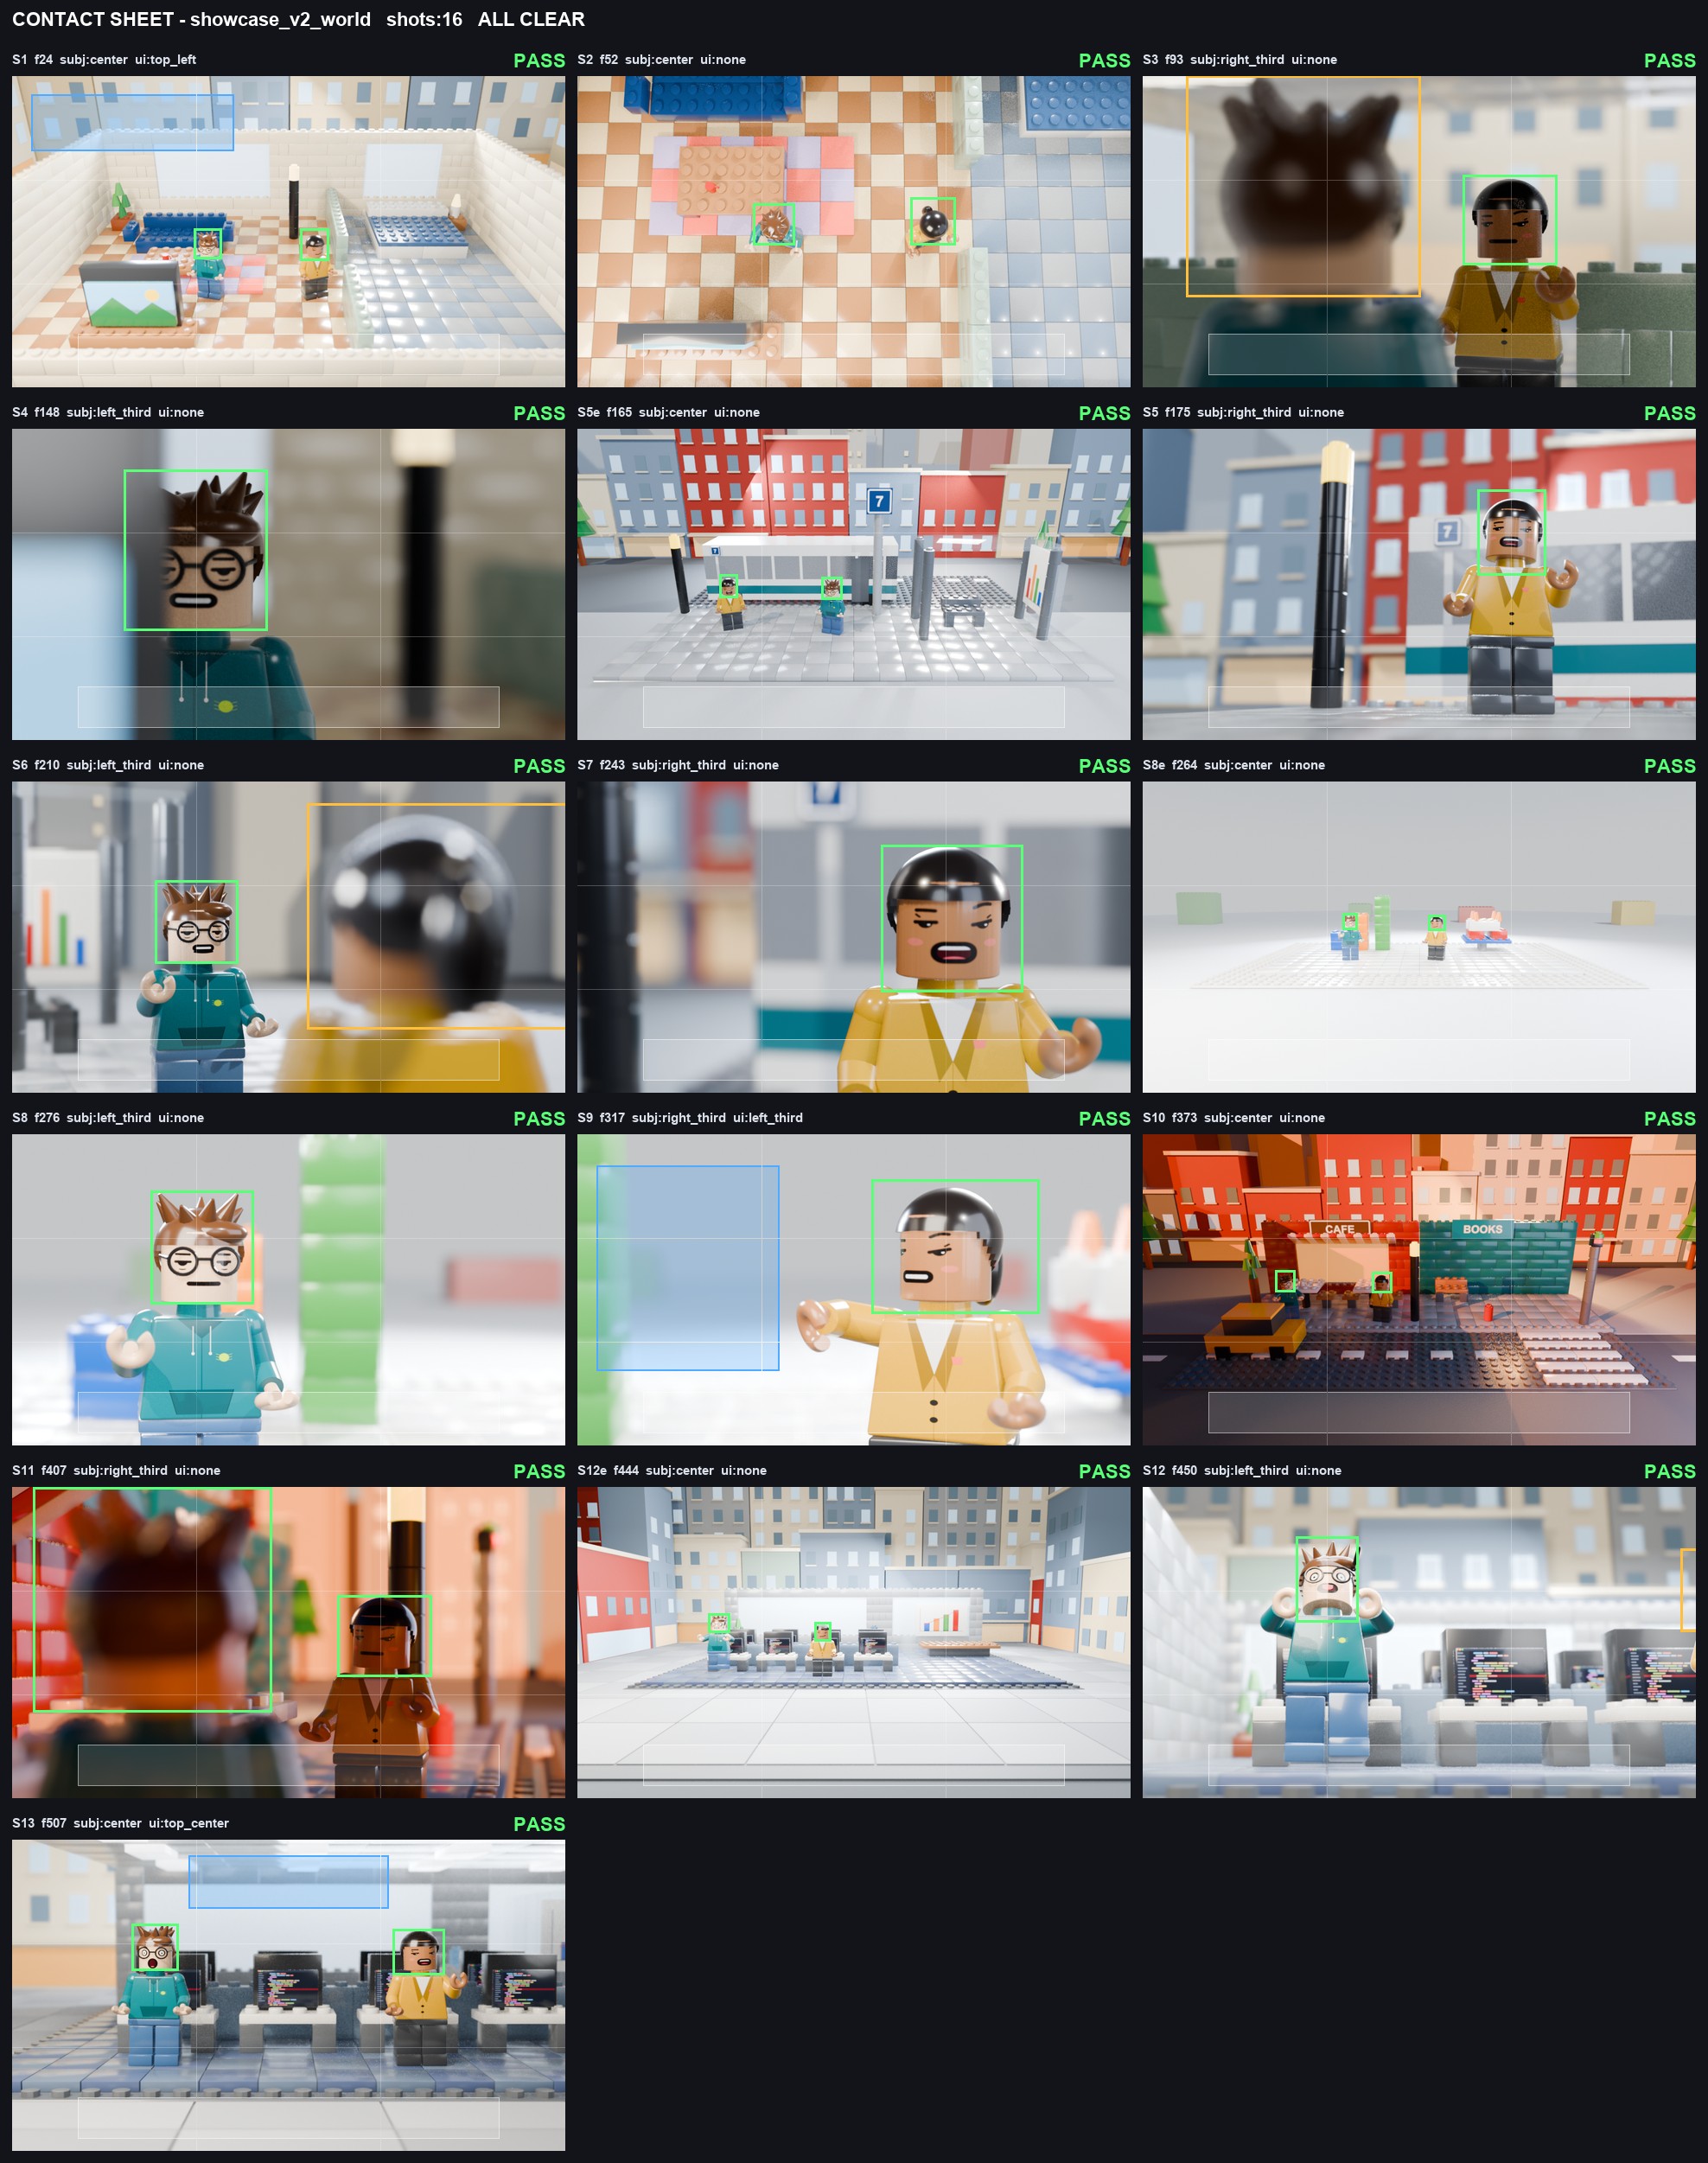 CONTACT SHEET - showcase_v2_world shots:16 ALL CLEAR
S1 f24 subj:center ui:top_left PASS
S2 f52 subj:center ui:none PASS
S3 f93 subj:right_third ui:none PASS
S4 f148 subj:left_third ui:none PASS
S5e f165 subj:center ui:none PASS
7
7
S5 f175 subj:right_third ui:none PASS
7
S6 f210 subj:left_third ui:none PASS
S7 f243 subj:right_third ui:none PASS
S8e f264 subj:center ui:none PASS
S8 f276 subj:left_third ui:none PASS
S9 f317 subj:right_third ui:left_third PASS
S10 f373 subj:center ui:none PASS
CAFE
BOOKS
S11 f407 subj:right_third ui:none PASS
S12e f444 subj:center ui:none PASS
S12 f450 subj:left_third ui:none PASS
S13 f507 subj:center ui:top_center PASS